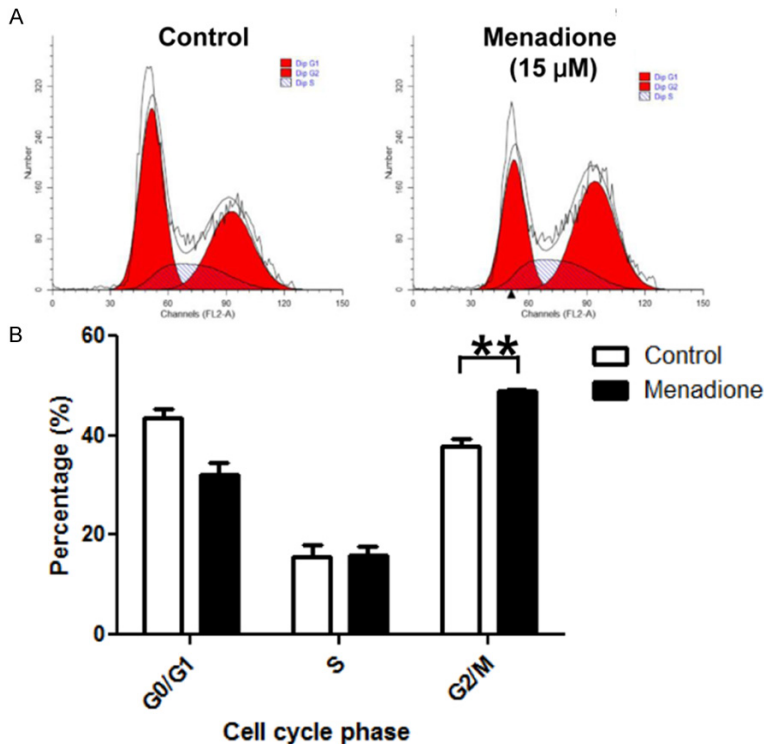 A
Control
Dip G1
Dip G2
Dip S
Number
320
240
160
80
0
0 30 60 90 120 150
Channels (FL2-A)
Menadione
(15 µM)
Dip G1
Dip G2
Dip S
Number
320
240
160
80
0
0 30 60 90 120 150
Channels (FL2-A)
B
Percentage (%)
60
40
20
0
**
Control
Menadione
G0/G1
S
G2/M
Cell cycle phase